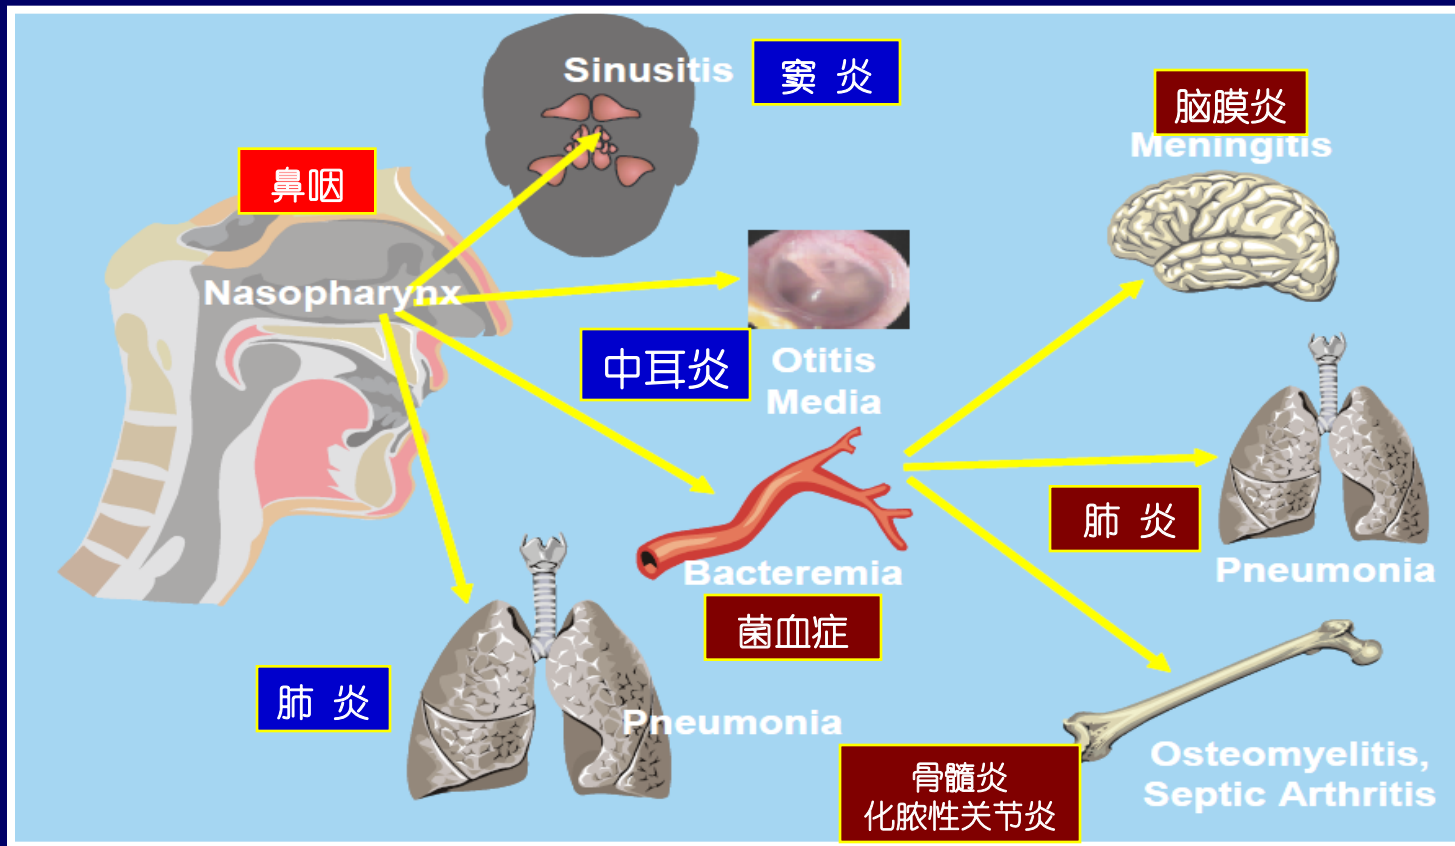 Sinusitis
窦 炎
脑膜炎
Meningitis
鼻咽
Nasopharynx
中耳炎
Otitis
Media
肺 炎
Pneumonia
Bacteremia
菌血症
肺 炎
Pneumonia
骨髓炎
化脓性关节炎
Osteomyelitis,
Septic Arthritis